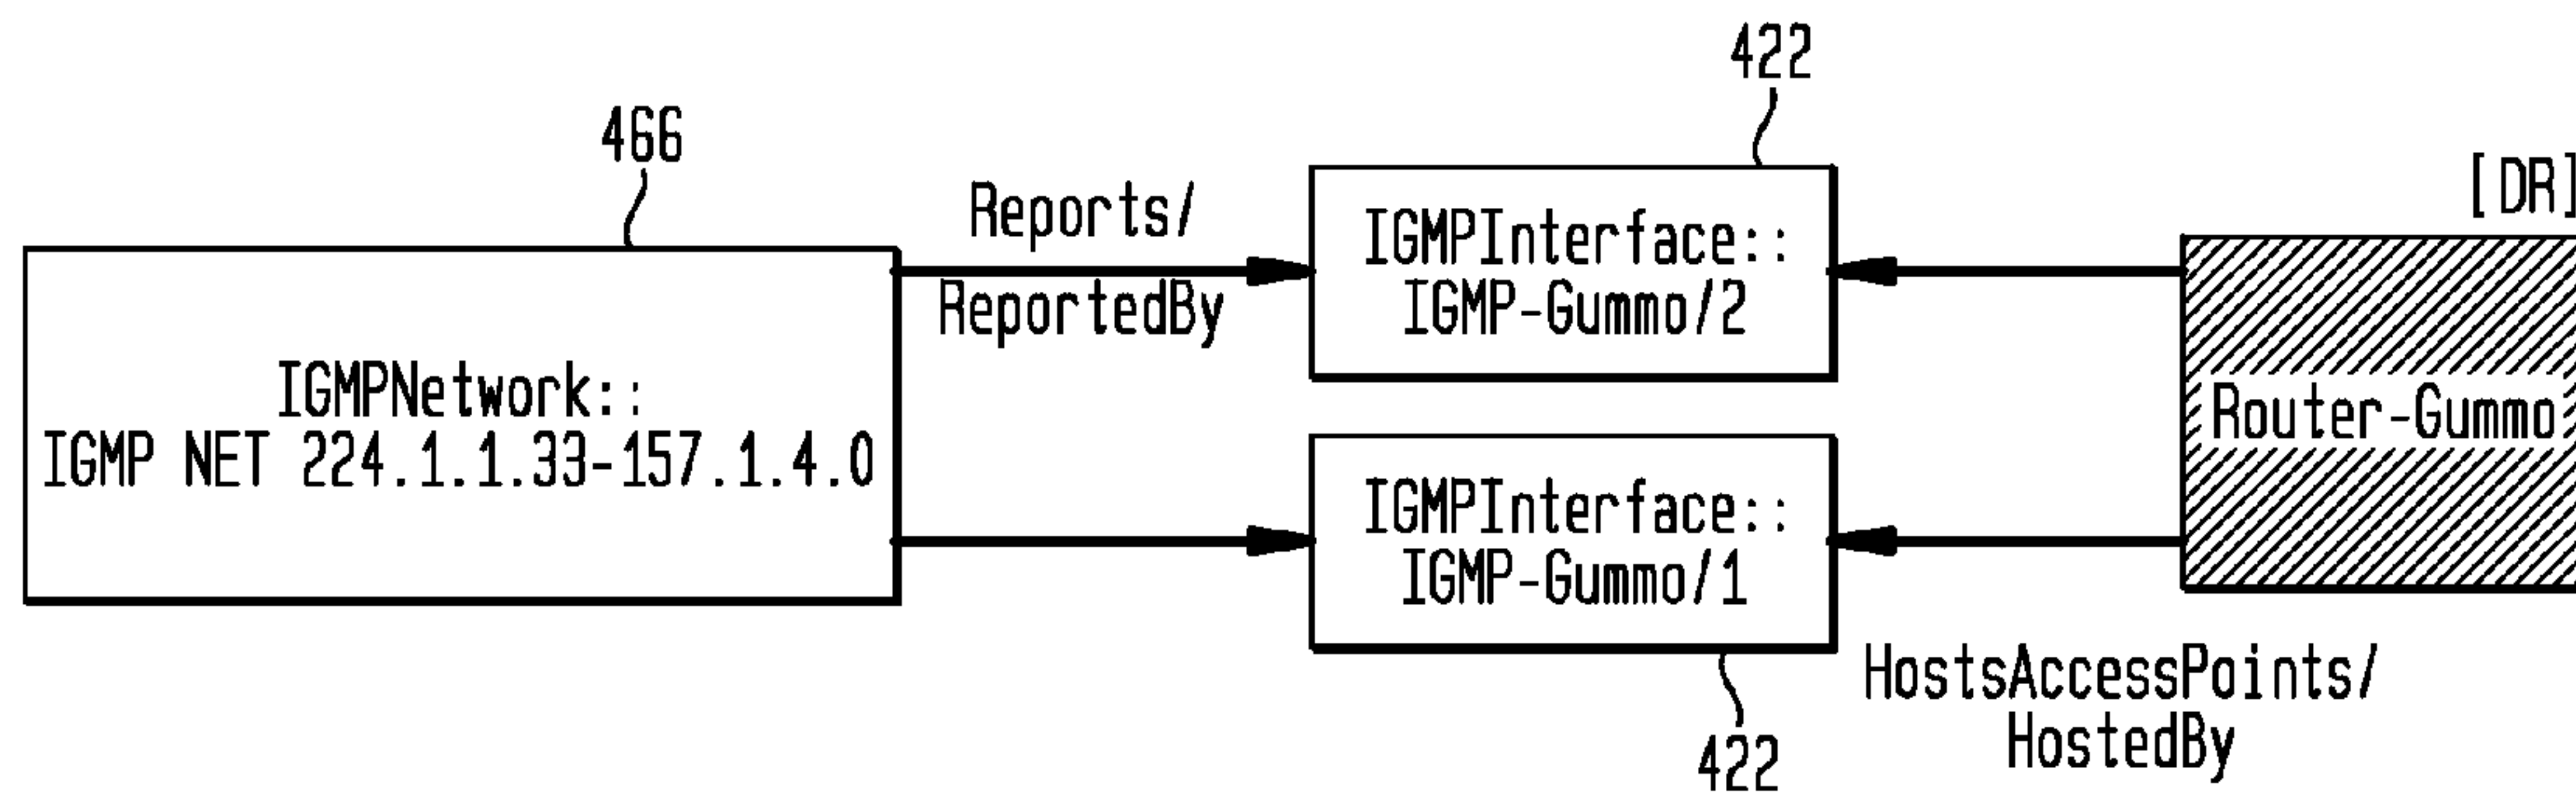 466
IGMPNetwork::
IGMP NET 224.1.1.33-157.1.4.0
Reports/
ReportedBy
422
IGMPInterface::
IGMP-Gummo/2
IGMPInterface::
IGMP-Gummo/1
422
[DR]
Router-Gummo
HostsAccessPoints/
HostedBy